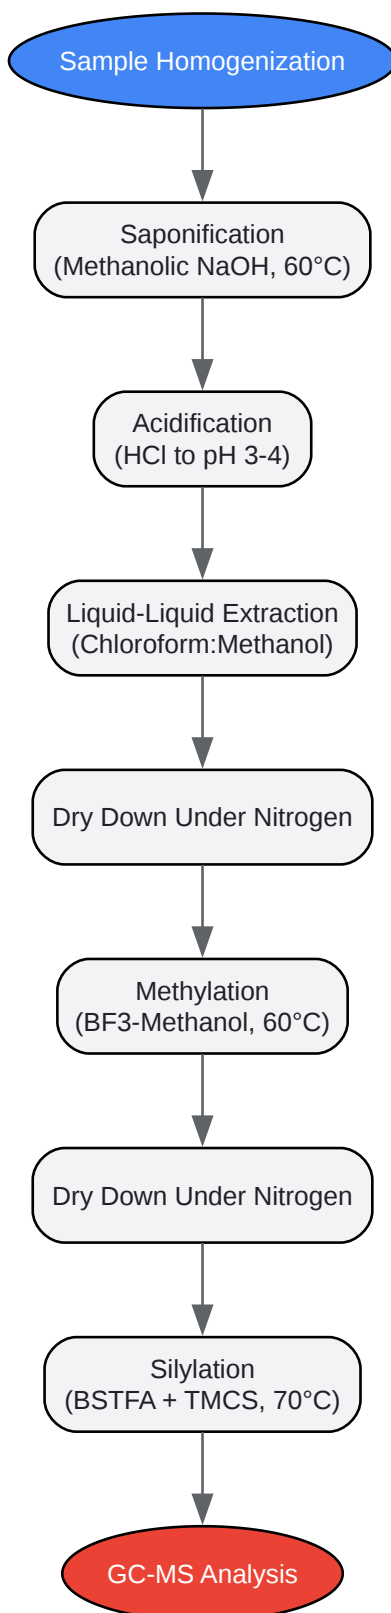 Sample Homogenization
Saponification
(Methanolic NaOH, 60°C)
Acidification
(HCl to pH 3-4)
Liquid-Liquid Extraction
(Chloroform:Methanol)
Dry Down Under Nitrogen
Methylation
(BF3-Methanol, 60°C)
Dry Down Under Nitrogen
Silylation
(BSTFA + TMCS, 70°C)
GC-MS Analysis